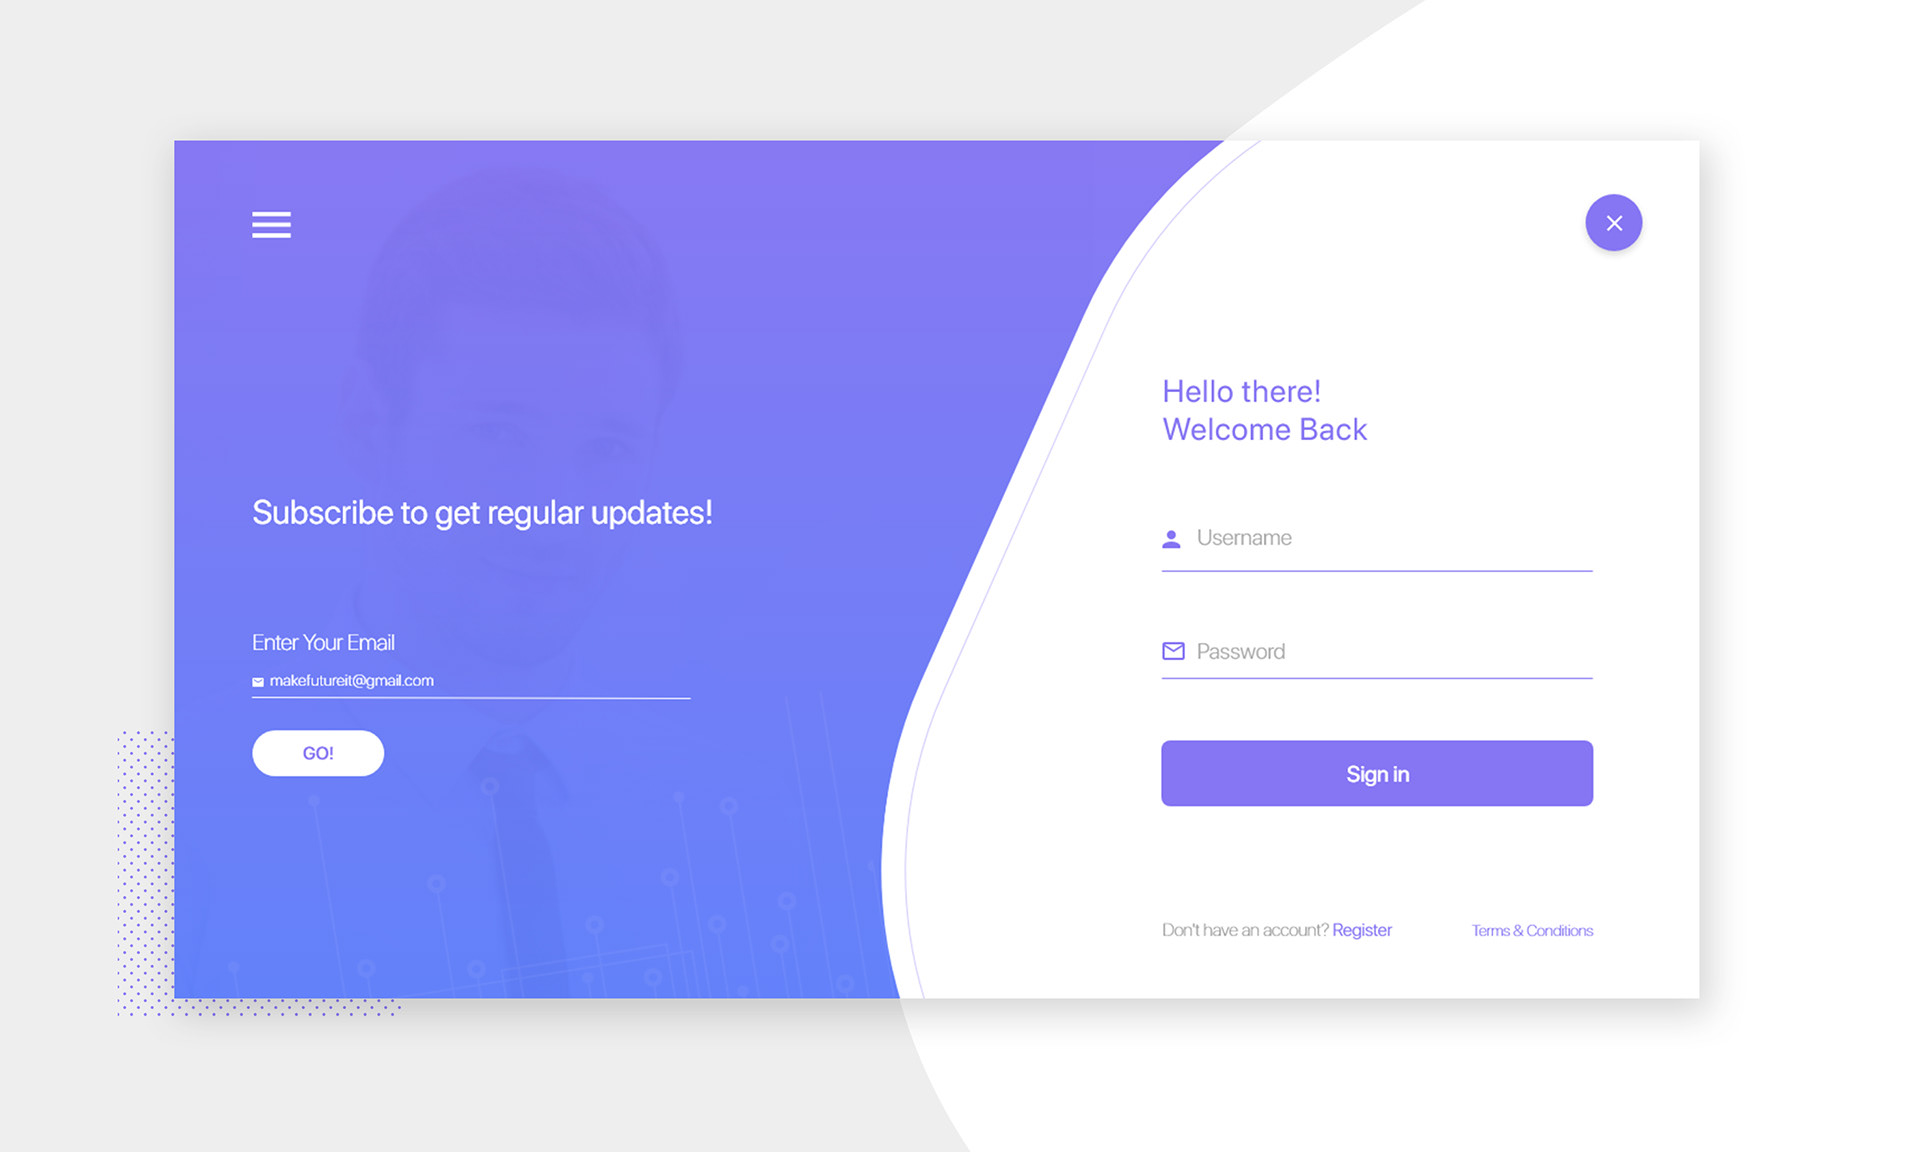 Subscribe to get regular updates!
Enter Your Email
makefutureit@gmail.com
GO!
Hello there!
Welcome Back
Username
Password
Sign in
Don't have an account? Register
Terms & Conditions